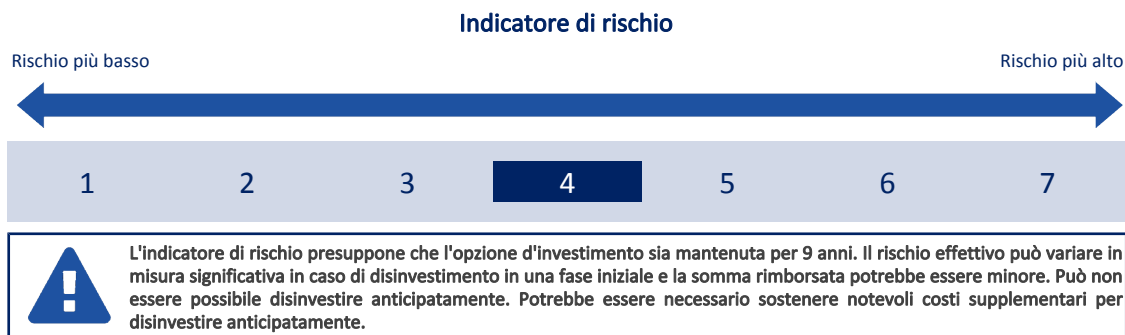 Indicatore di rischio
Rischio più basso
Rischio più alto
1 2 3 4 5 6 7
L'indicatore di rischio presuppone che l'opzione d'investimento sia mantenuta per 9 anni. Il rischio effettivo può variare in
misura significativa in caso di disinvestimento in una fase iniziale e la somma rimborsata potrebbe essere minore. Può non
essere possibile disinvestire anticipatamente. Potrebbe essere necessario sostenere notevoli costi supplementari per
disinvestire anticipatamente.